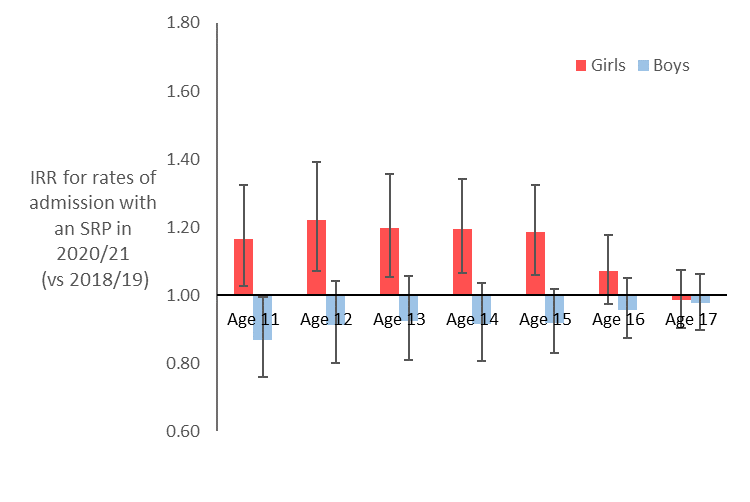 1.80
Girls Boys
1.60
1.40
IRR for rates of
admission with
an SRP in
2020/21
(vs 2018/19)
1.20
1.00
Age 11 Age 12 Age 13 Age 14 Age 15 Age 16 Age 17
0.80
0.60